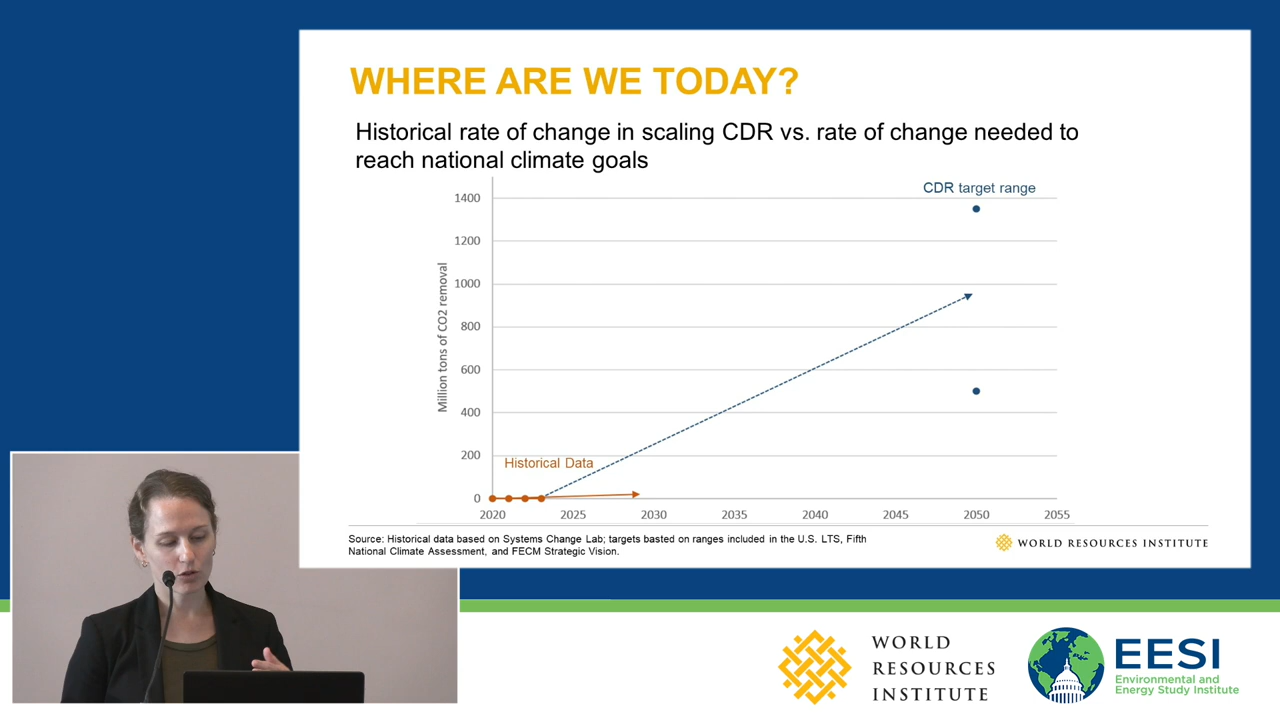 WHERE ARE WE TODAY?
Historical rate of change in scaling CDR vs. rate of change needed to
reach national climate goals
CDR target range
Million tons of CO2 removal
1400
1200
1000
800
600
400
200
0
Historical Data
2020 2025 2030 2035 2040 2045 2050 2055
Source: Historical data based on Systems Change Lab; targets bastd on ranges included in the U.S. LTS, Fifth
National Climate Assessment, and FECM Strategic Vision.
WORLD RESOURCES INSTITUTE
WORLD
RESOURCES
INSTITUTE
EESI
Environmental and
Energy Study Institute